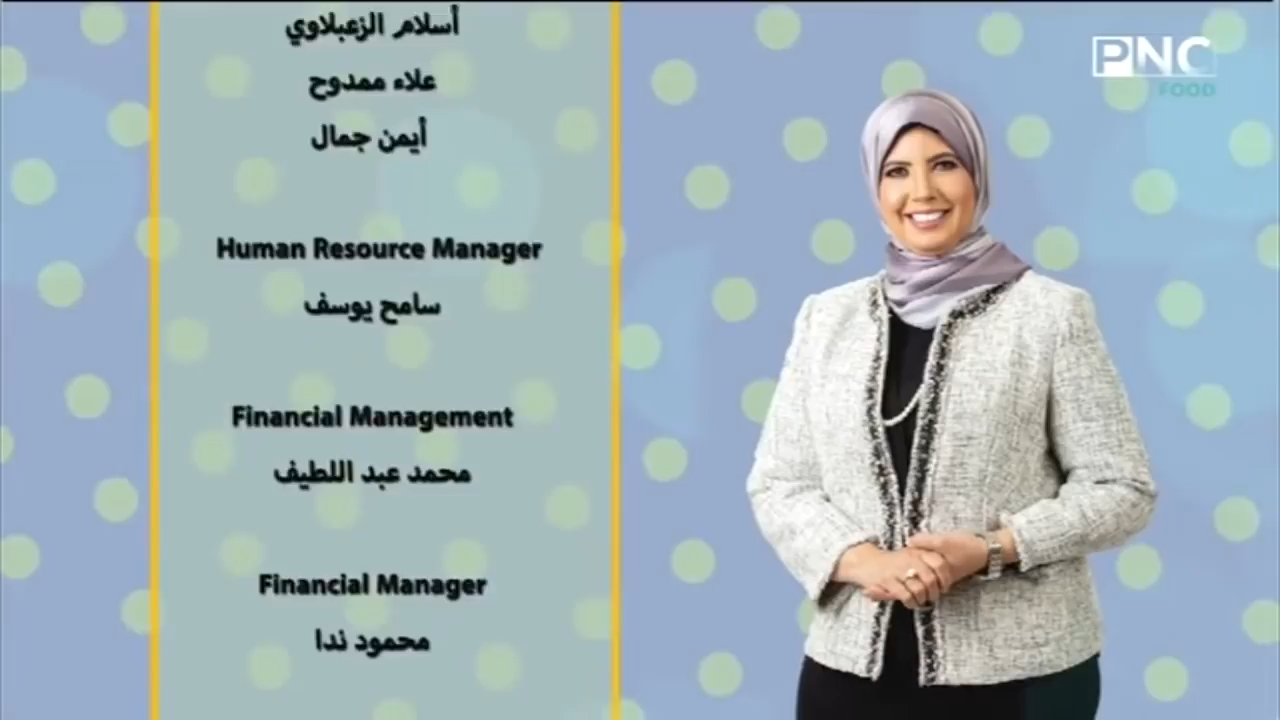 أسلام الزعبلاوي
علاء ممدوح
أيمن جمال
Human Resource Manager
سامح يوسف
Financial Management
محمد عبد اللطيف
Financial Manager
محمود ندا
PNC
FOOD